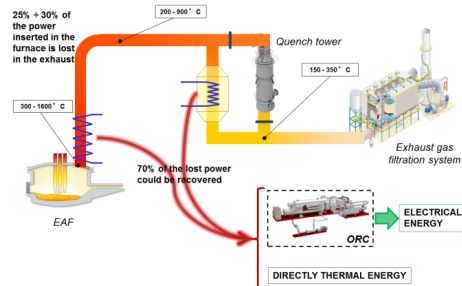 25% ÷ 30% of
the power
inserted in the
furnace is lost
in the exhaust
200 - 900° C
Quench tower
150 - 350° C
300 - 1600° C
Exhaust gas
filtration system
70% of the lost power
could be recovered
EAF
ORC
ELECTRICAL
ENERGY
DIRECTLY THERMAL ENERGY